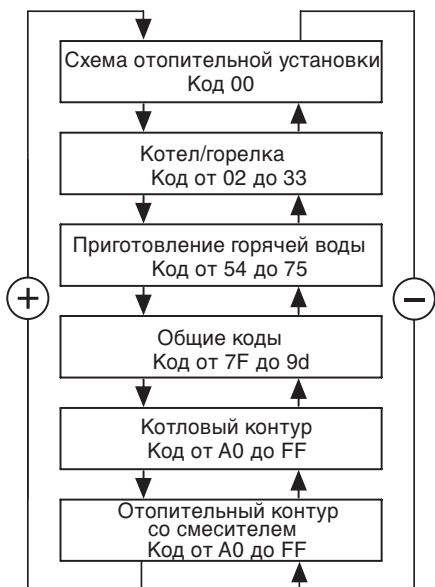 Схема отопительной установки
Код 00
Котел/горелка
Код от 02 до 33
Приготовление горячей воды
Код от 54 до 75
+
−
Общие коды
Код от 7F до 9d
Котловый контур
Код от A0 до FF
Отопительный контур
со смесителем
Код от A0 до FF